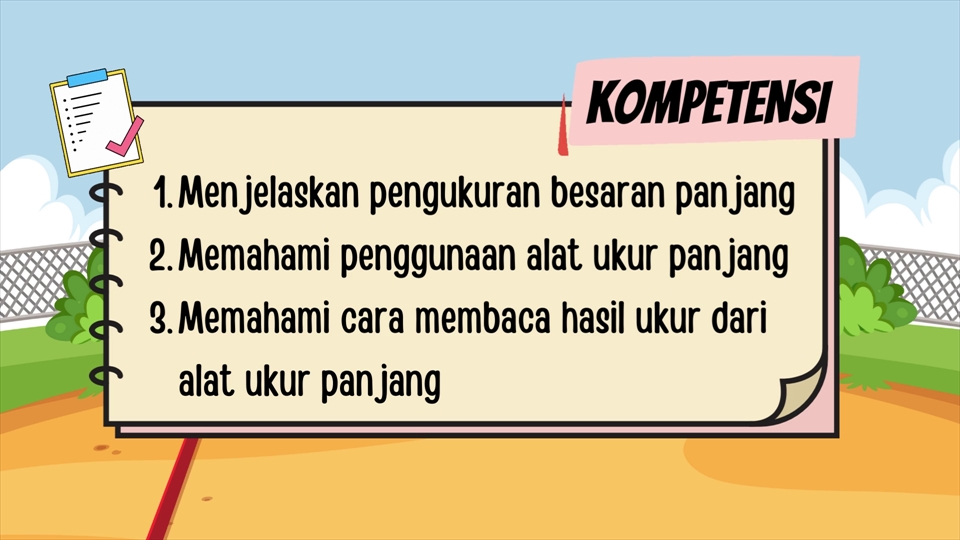 KOMPETENSI
1. Menjelaskan pengukuran besaran panjang
2. Memahami penggunaan alat ukur panjang
3. Memahami cara membaca hasil ukur dari
alat ukur panjang